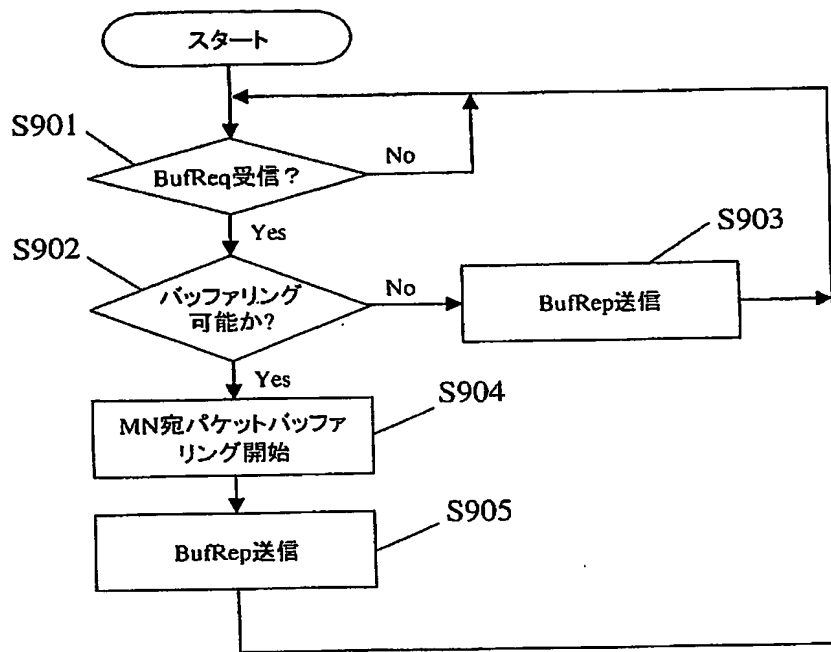 スタート
S901
BufReq受信？
No
Yes
S902
バッファリング
可能か?
No
S903
BufRep送信
Yes
S904
MN宛パケットバッファ
リング開始
S905
BufRep送信